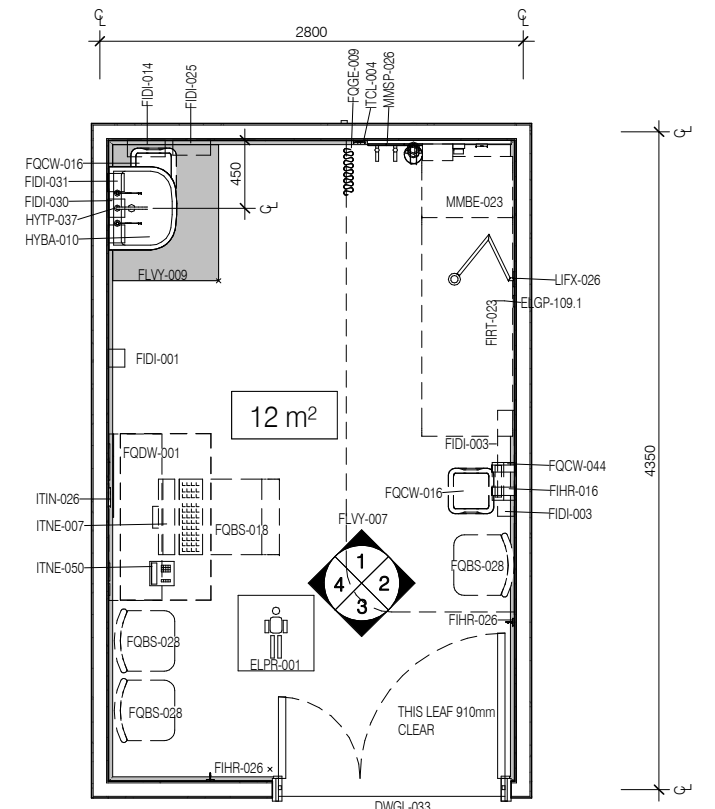 ℄
℄
2800
FIDI-014
FIDI-025
FQGE-009
ITCL-004
MMSP-026
℄
FQCW-016
FIDI-031
FIDI-030
HYTP-037
HYBA-010
450
℄
MMBE-023
FLVY-009
LIFX-026
ELGP-109.1
FIRT-023
FIDI-001
12 m²
4350
FQDW-001
FIDI-003
FQCW-044
FQCW-016
FIHR-016
FIDI-003
ITIN-026
ITNE-007
FQBS-018
FLVY-007
ITNE-050
1
4 2
3
FQBS-028
FIHR-026
FQBS-028
ELPR-001
FQBS-028
THIS LEAF 910mm
CLEAR
FIHR-026
℄
DWGL-033